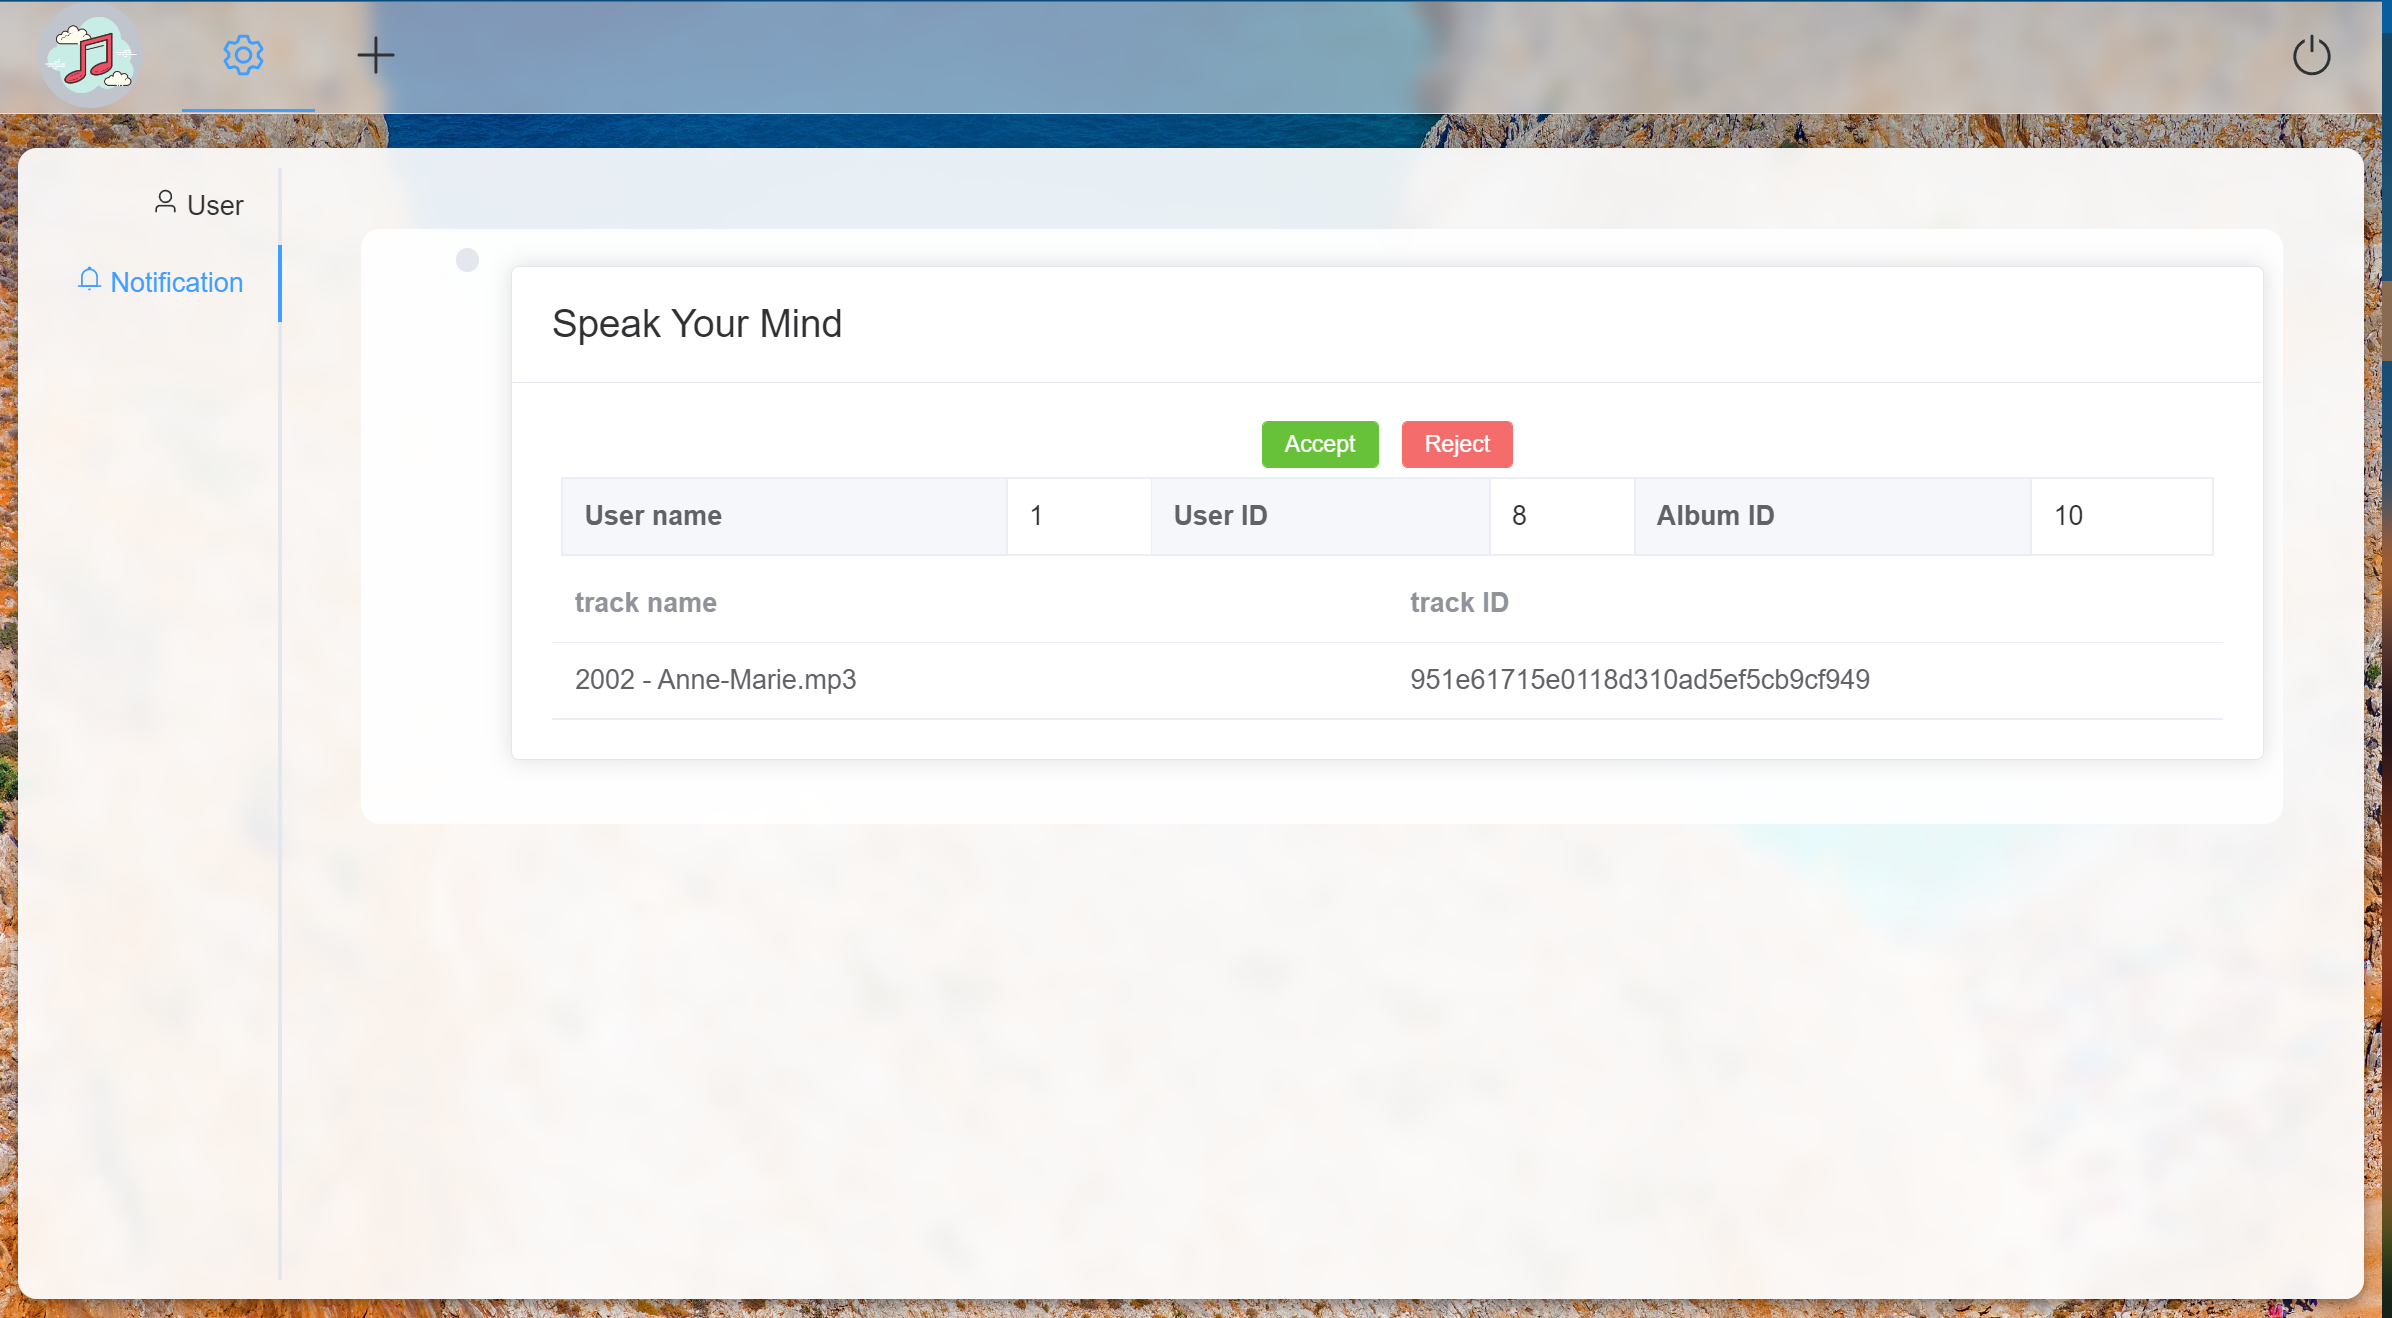 User
Notification
Speak Your Mind
Accept Reject
User name 1 User ID 8 Album ID 10
track name track ID
2002 - Anne-Marie.mp3 951e61715e0118d310ad5ef5cb9cf949